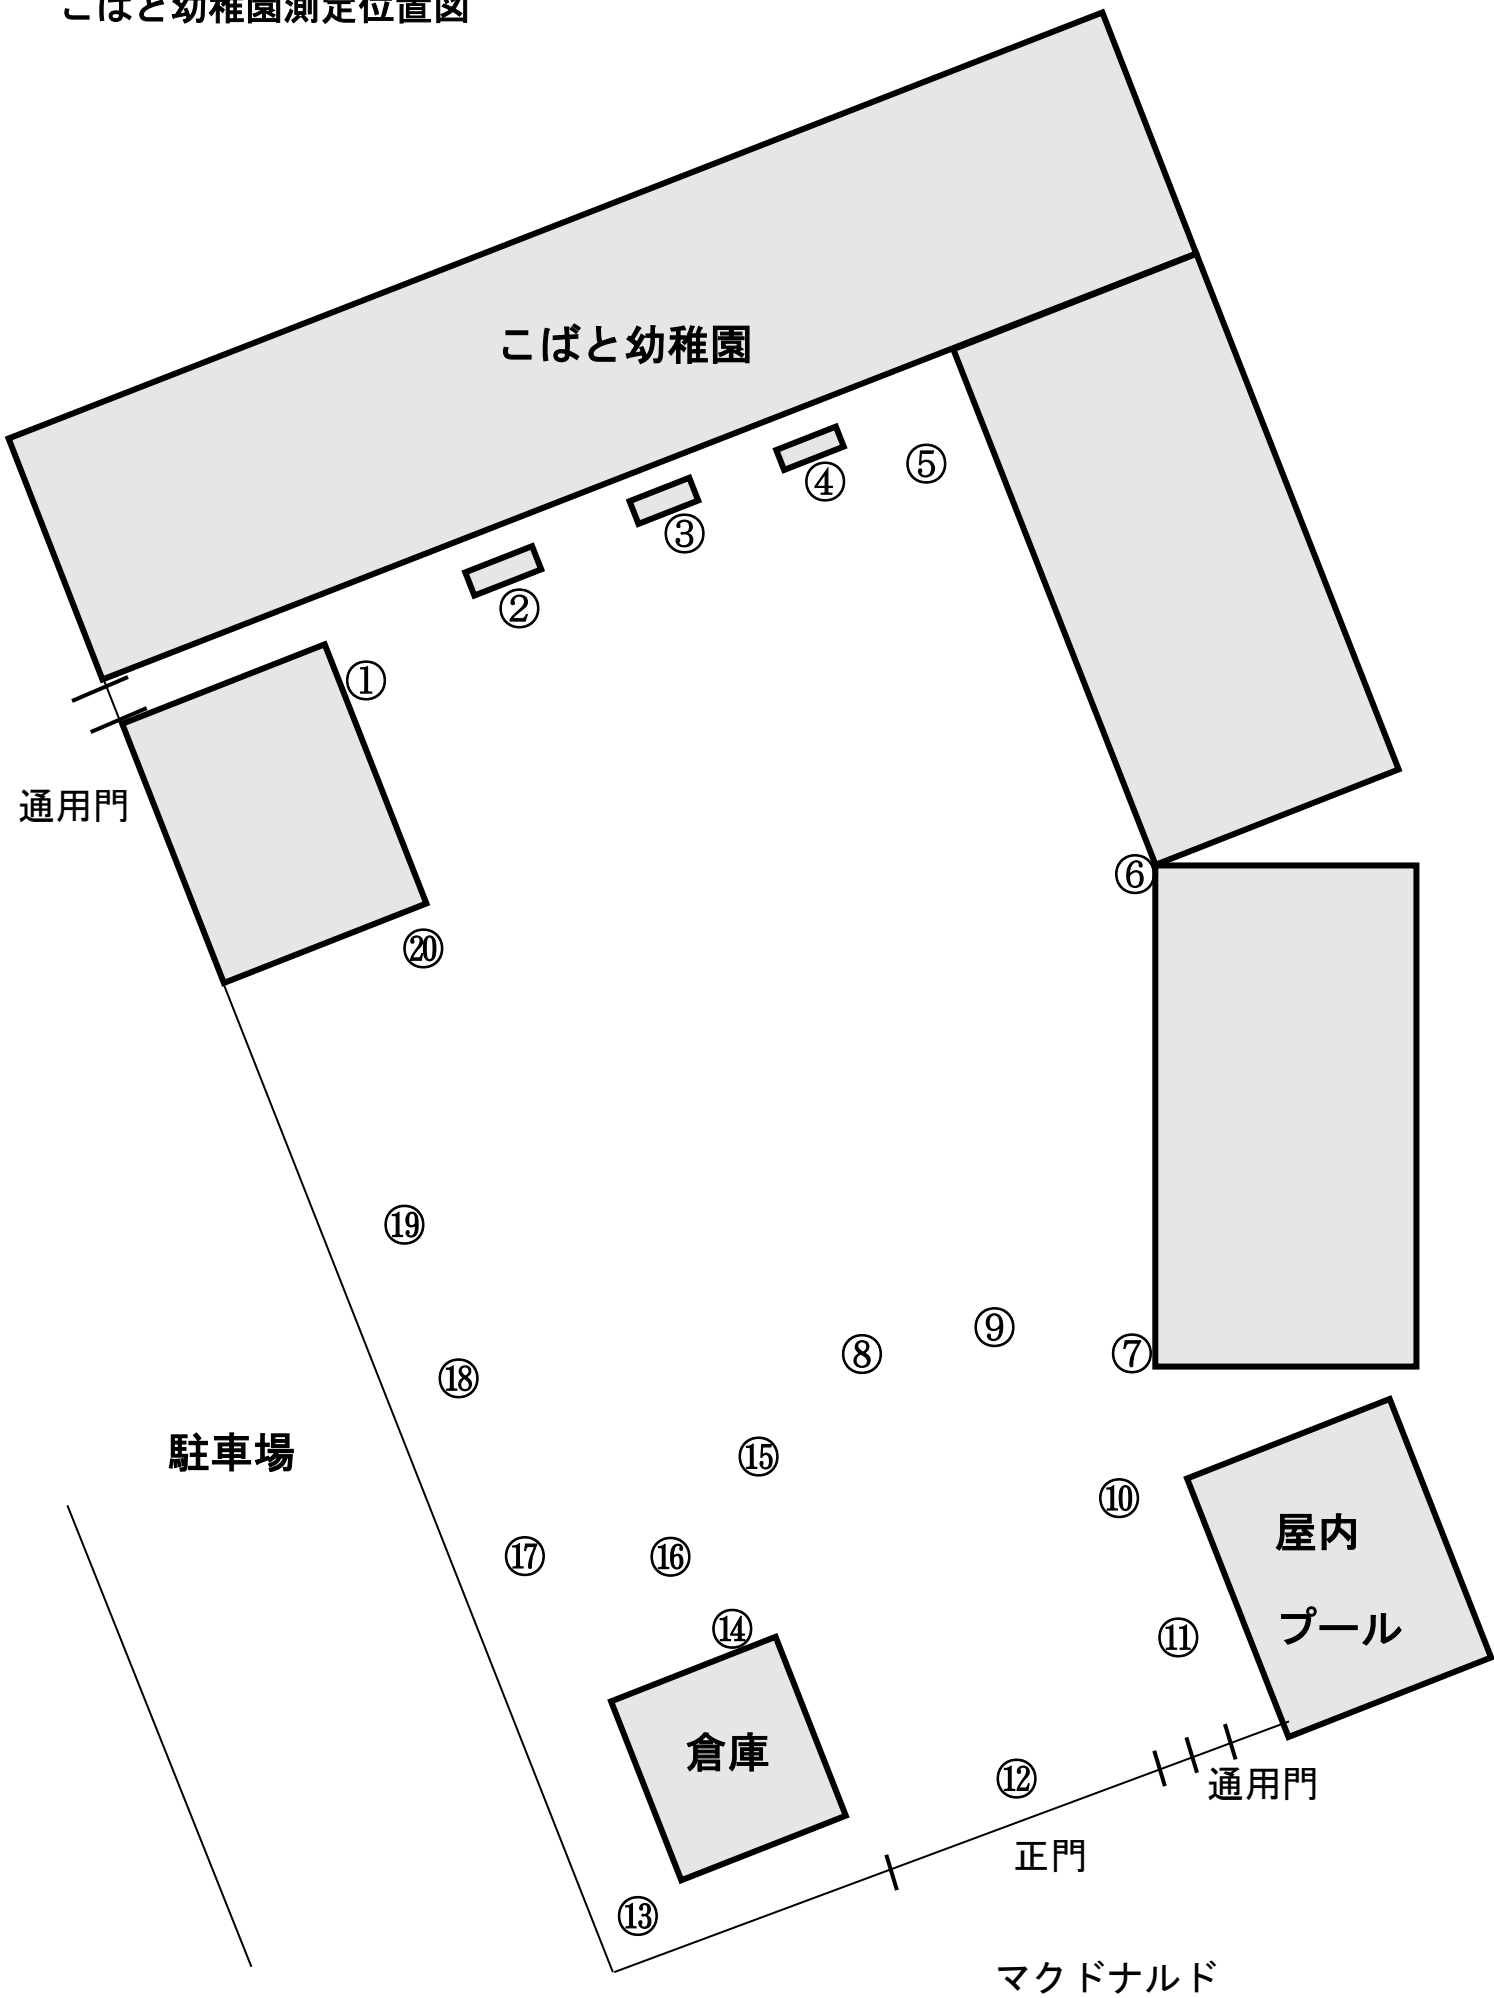 こばと幼稚園測定位置図
こばと幼稚園
⑤
④
③
②
①
通用門
⑥
⑳
⑲
⑨
⑧
⑦
⑱
駐車場
⑮
⑩
屋内
プール
⑰
⑯
⑭
⑪
倉庫
⑫
通用門
正門
⑬
マクドナルド